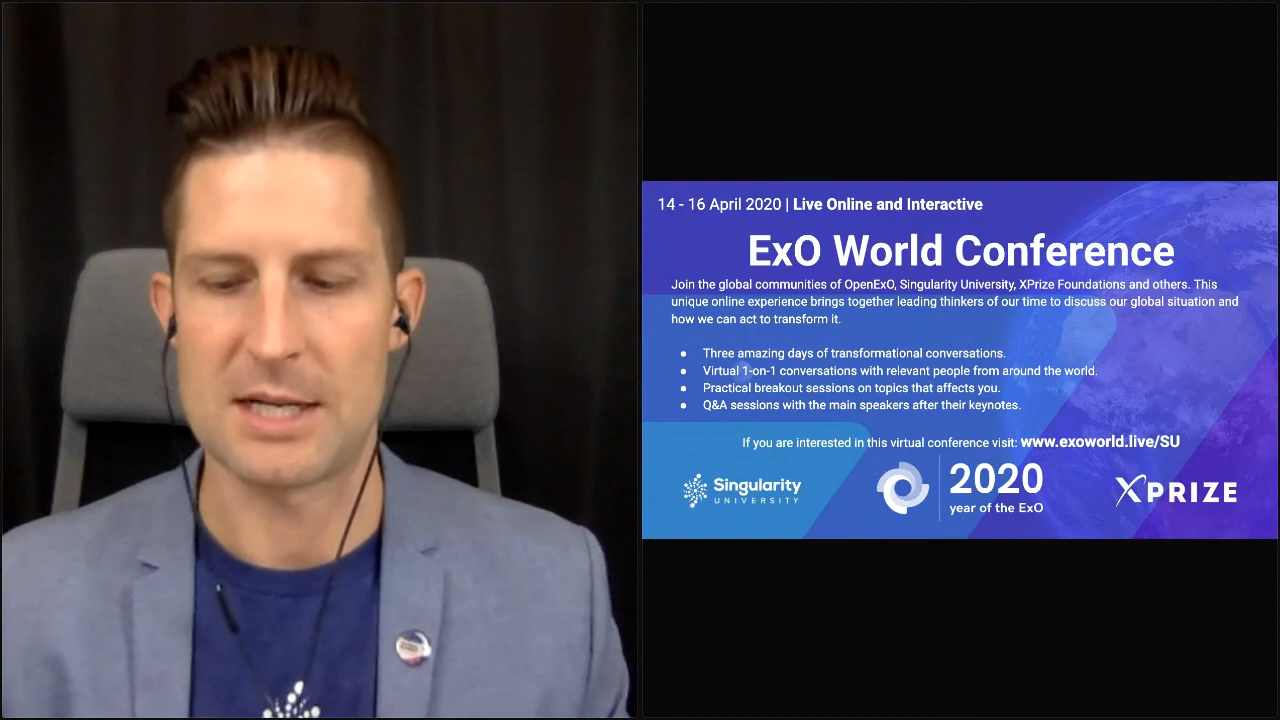 14 - 16 April 2020 | Live Online and Interactive
ExO World Conference
Join the global communities of OpenExO, Singularity University, XPrize Foundations and others. This
unique online experience brings together leading thinkers of our time to discuss our global situation and
how we can act to transform it.
● Three amazing days of transformational conversations.
● Virtual 1-on-1 conversations with relevant people from around the world.
● Practical breakout sessions on topics that affects you.
● Q&A sessions with the main speakers after their keynotes.
If you are interested in this virtual conference visit: www.exoworld.live/SU
Singularity
UNIVERSITY
2020
year of the ExO
XPRIZE